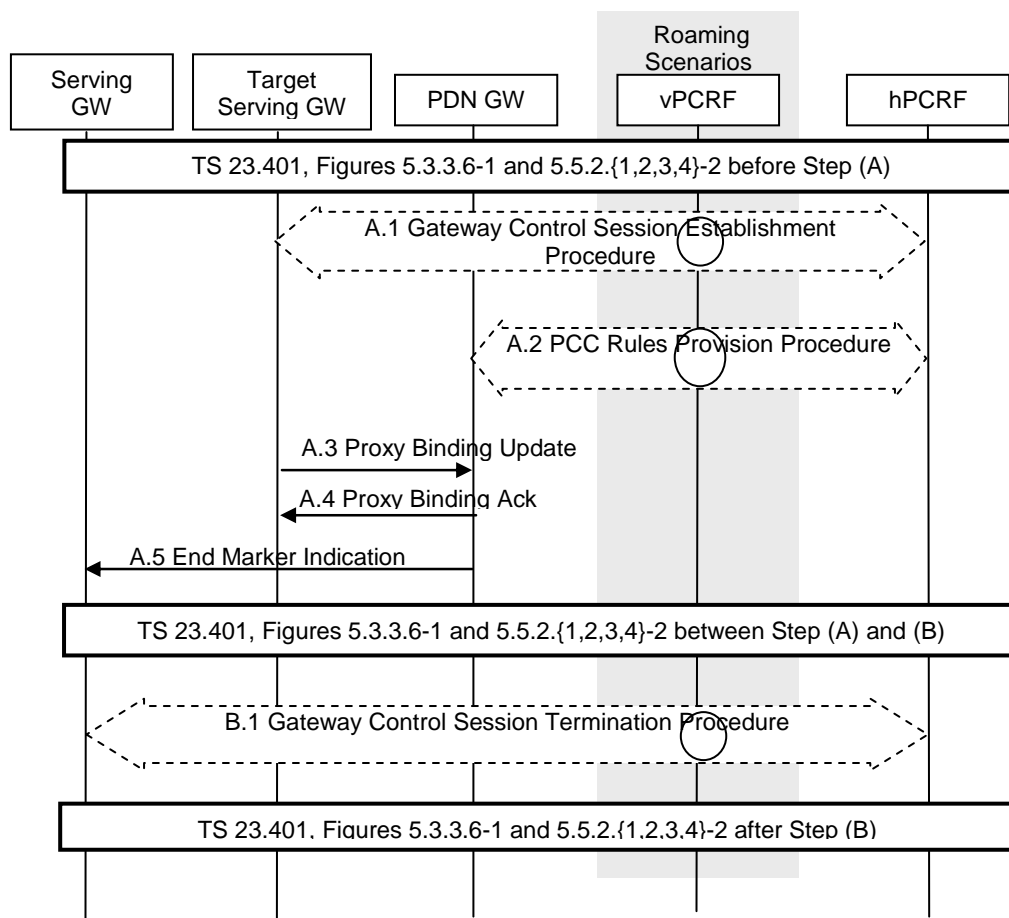 Roaming
Scenarios
Serving
GW
Target
Serving GW
PDN GW
vPCRF
hPCRF
TS 23.401, Figures 5.3.3.6-1 and 5.5.2.{1,2,3,4}-2 before Step (A)
A.1 Gateway Control Session Establishment
Procedure
A.2 PCC Rules Provision Procedure
A.3 Proxy Binding Update
A.4 Proxy Binding Ack
A.5 End Marker Indication
TS 23.401, Figures 5.3.3.6-1 and 5.5.2.{1,2,3,4}-2 between Step (A) and (B)
B.1 Gateway Control Session Termination Procedure
TS 23.401, Figures 5.3.3.6-1 and 5.5.2.{1,2,3,4}-2 after Step (B)